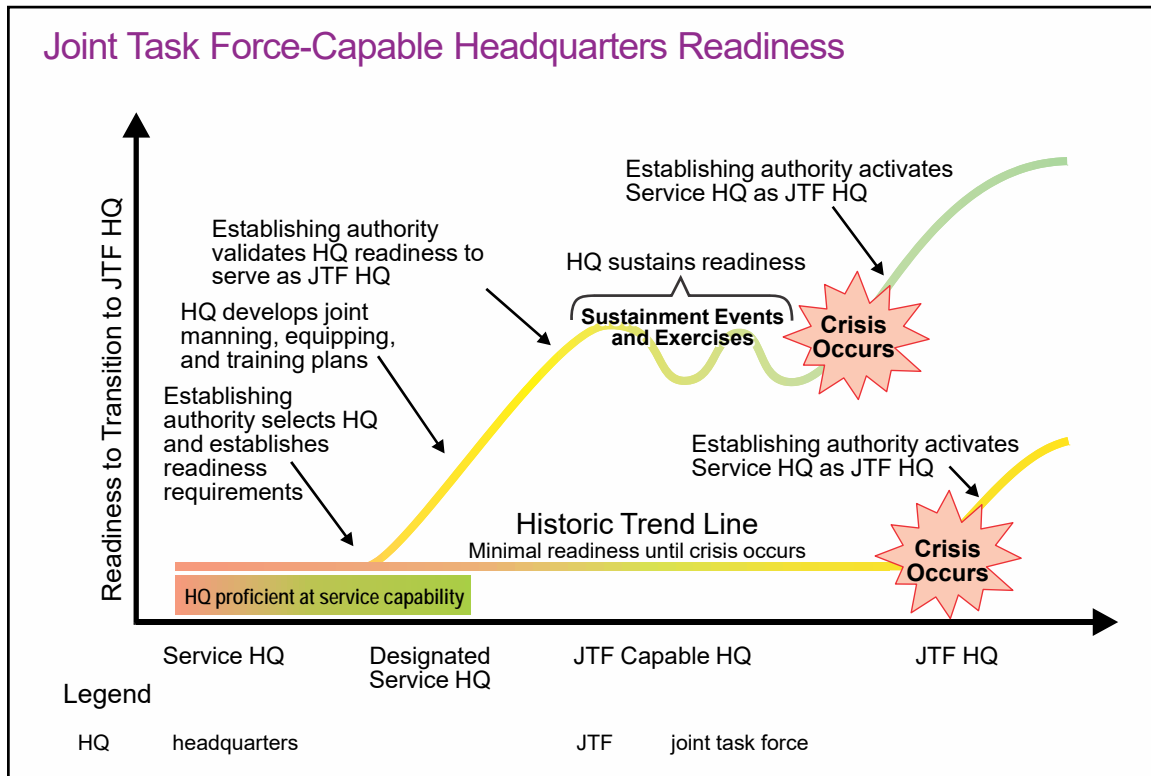 Joint Task Force-Capable Headquarters Readiness
Readiness to Transition to JTF HQ
Establishing authority activates
Service HQ as JTF HQ
Establishing authority
validates HQ readiness to
serve as JTF HQ
HQ sustains readiness
Sustainment Events
and Exercises
Crisis
Occurs
HQ develops joint
manning, equipping,
and training plans
Establishing
authority selects HQ
and establishes
readiness
requirements
Establishing authority activates
Service HQ as JTF HQ
Historic Trend Line
Minimal readiness until crisis occurs
Crisis
Occurs
HQ proficient at service capability
Service HQ
Designated
Service HQ
JTF Capable HQ
JTF HQ
Legend
HQ headquarters
JTF joint task force